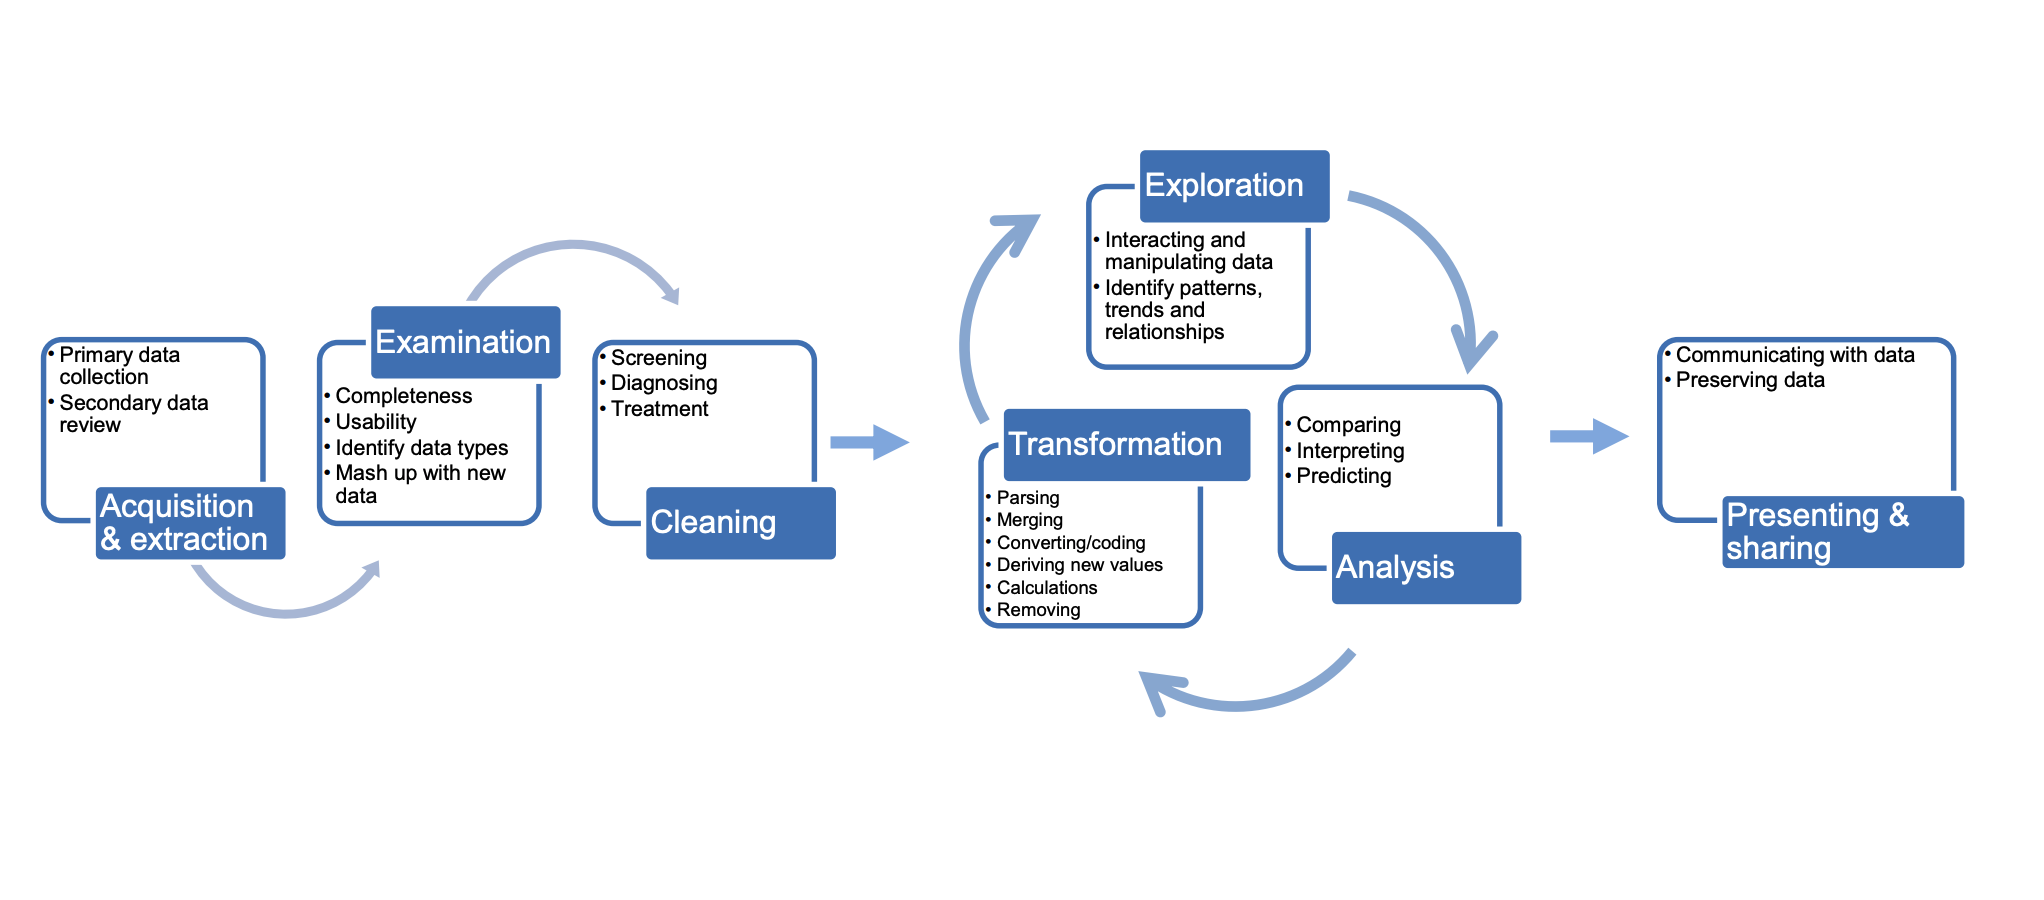 • Primary data
collection
• Secondary data
review
Acquisition
& extraction
Examination
• Completeness
• Usability
• Identify data types
• Mash up with new
data
• Screening
• Diagnosing
• Treatment
Cleaning
Transformation
• Parsing
• Merging
• Converting/coding
• Deriving new values
• Calculations
• Removing
Exploration
• Interacting and
manipulating data
• Identify patterns,
trends and
relationships
• Comparing
• Interpreting
• Predicting
Analysis
• Communicating with data
• Preserving data
Presenting &
sharing